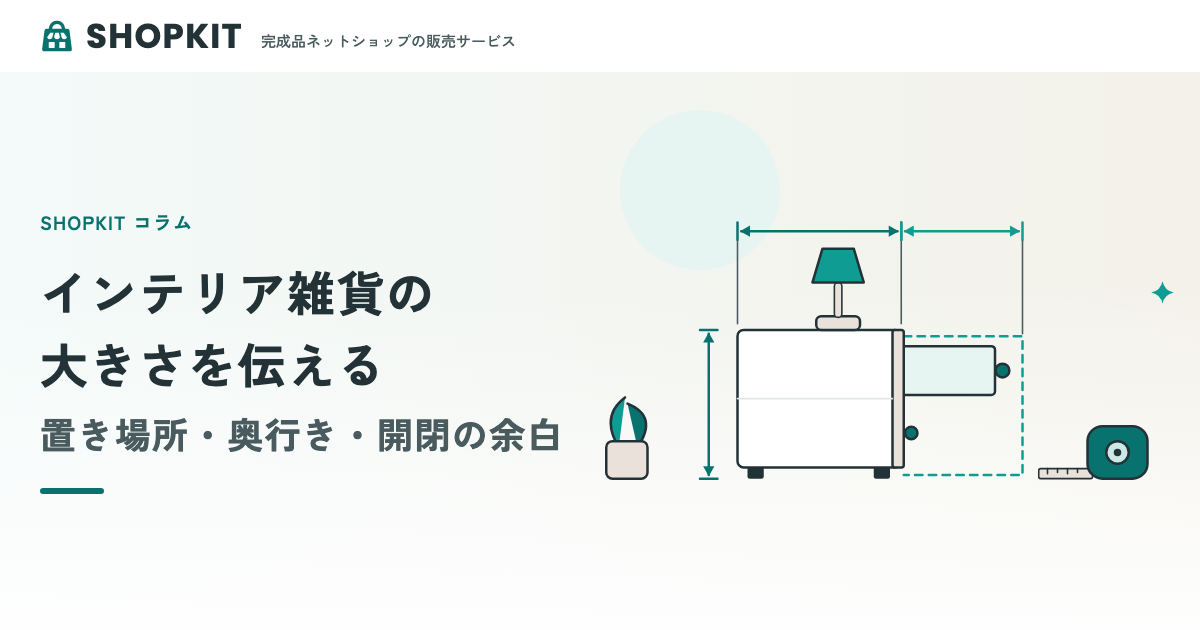 SHOPKIT 完成品ネットショップの販売サービス
SHOPKIT コラム
インテリア雑貨の
大きさを伝える
置き場所・奥行き・開閉の余白